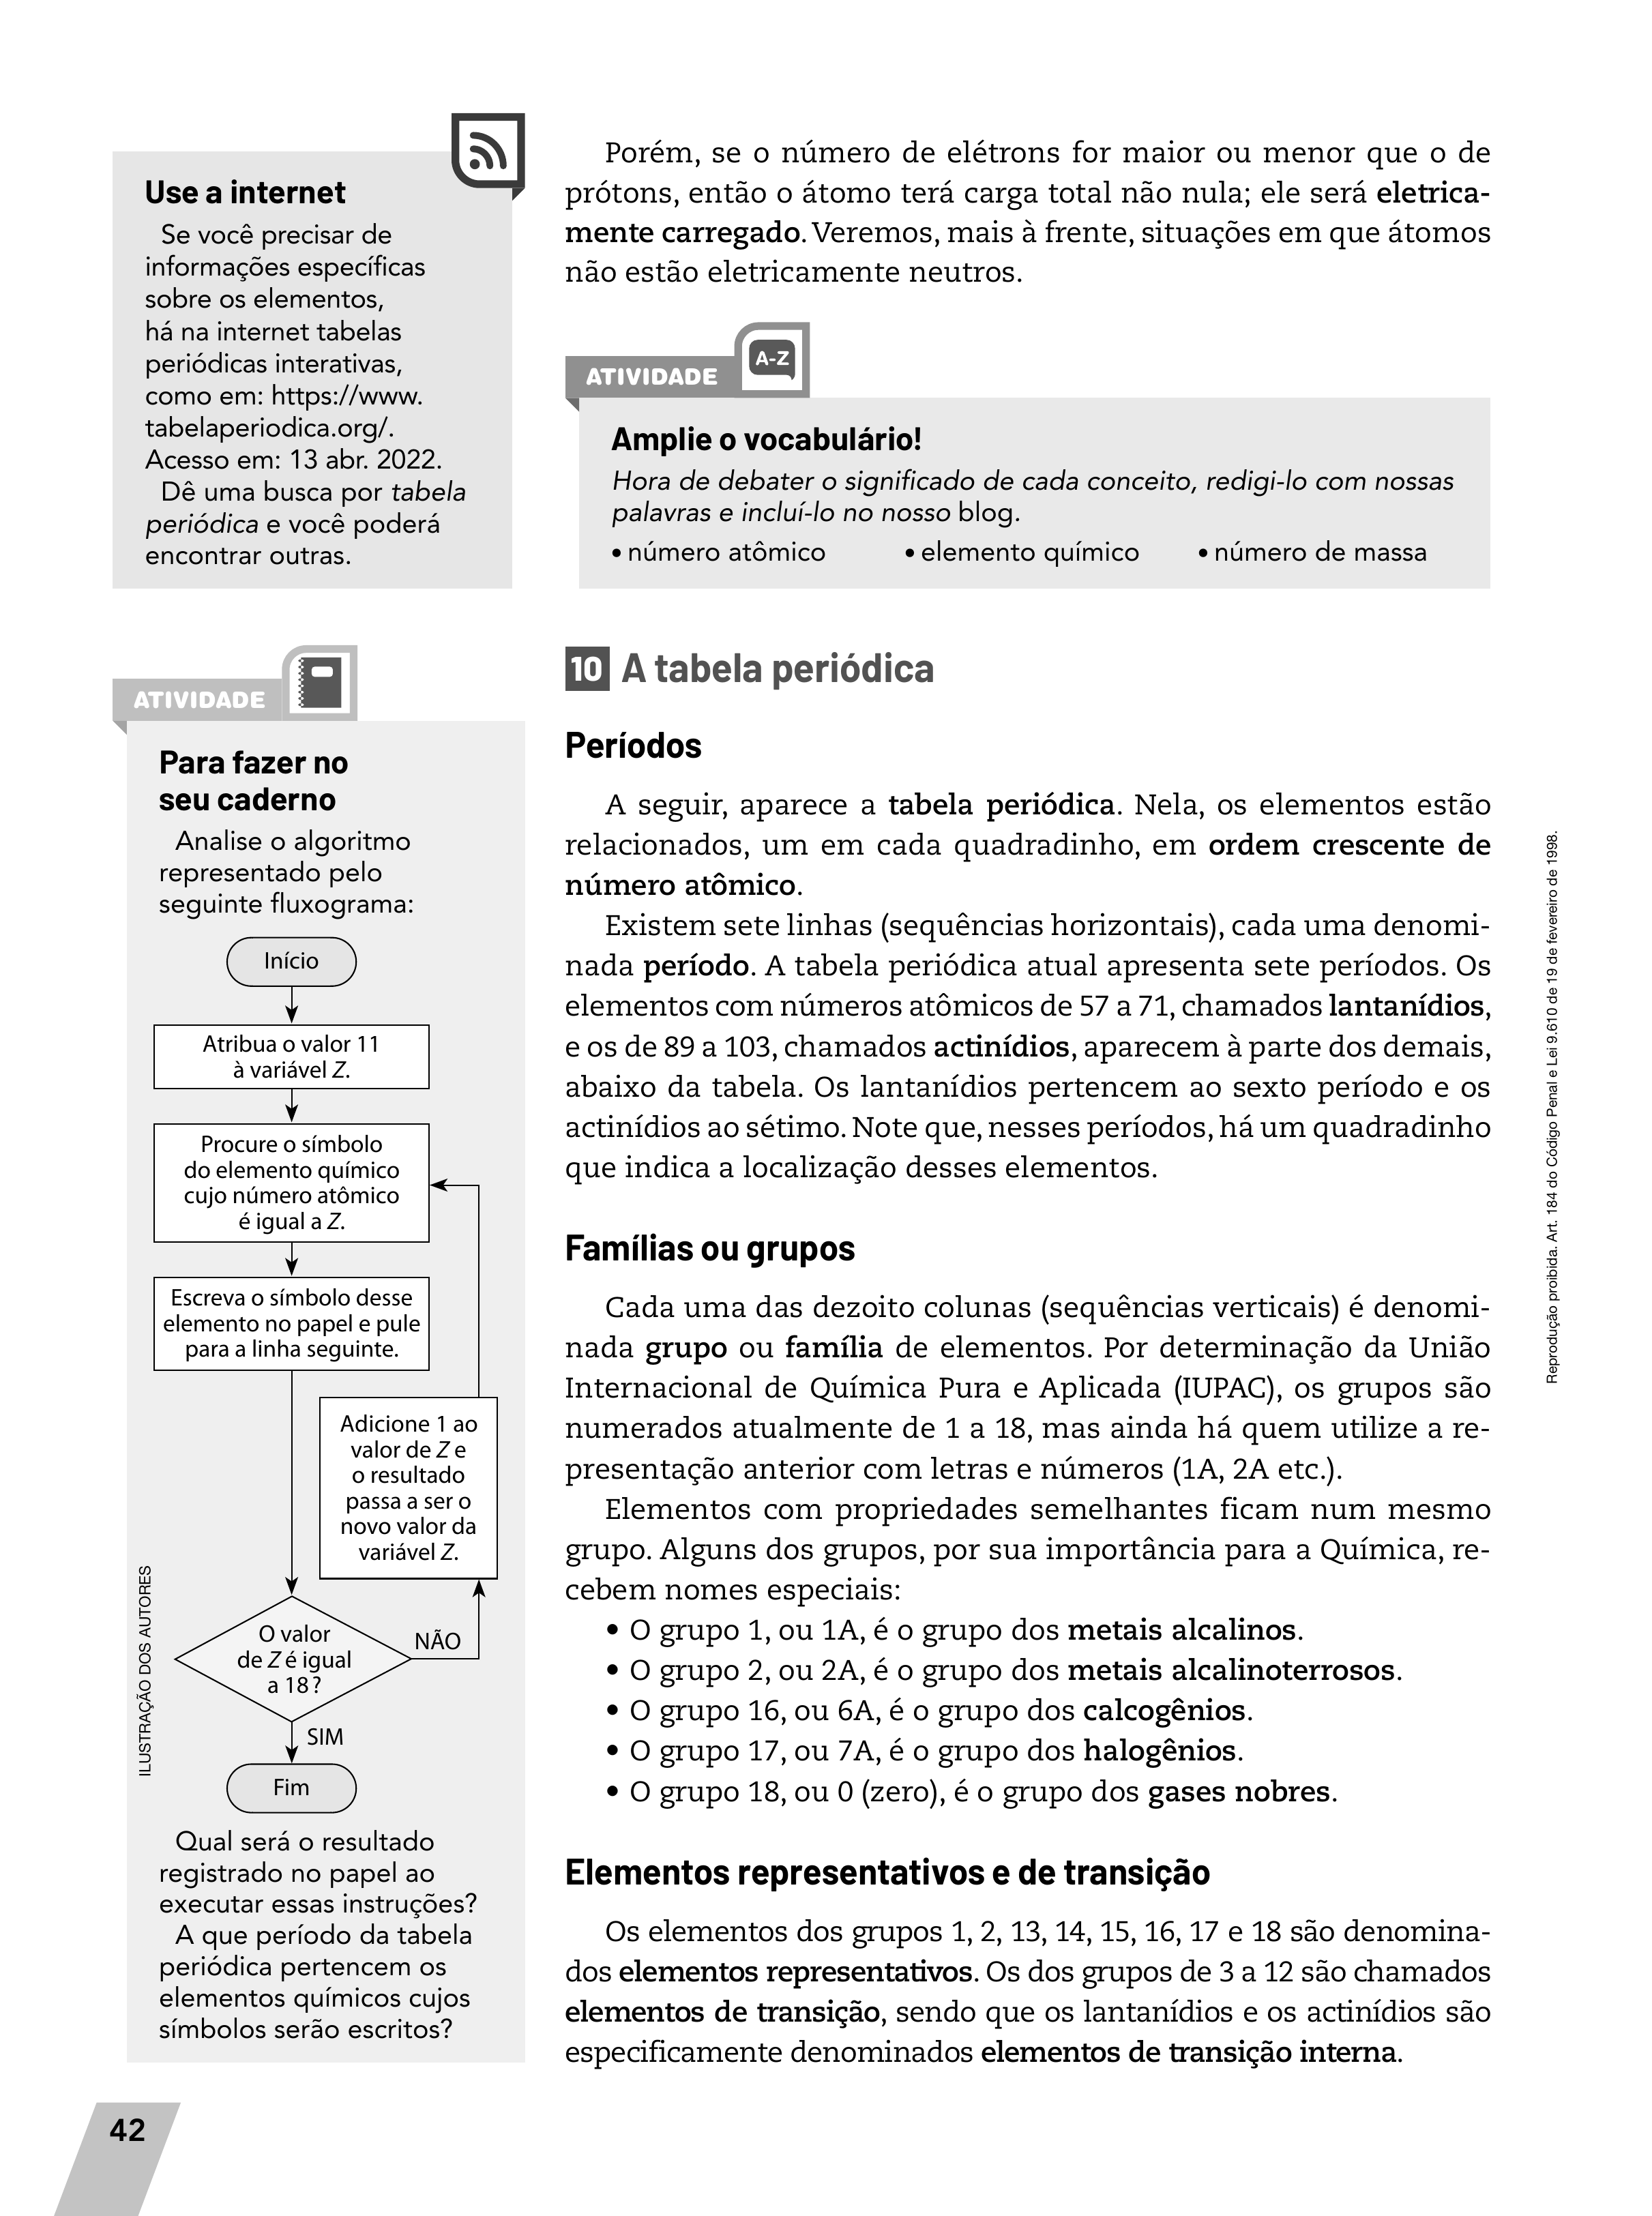 Use a internet
Se você precisar de
informações específicas
sobre os elementos,
há na internet tabelas
periódicas interativas,
como em: https://www.
tabelaperiodica.org/.
Acesso em: 13 abr. 2022.
Dê uma busca por tabela
periódica e você poderá
encontrar outras.
ATIVIDADE
Para fazer no
seu caderno
Analise o algoritmo
representado pelo
seguinte fluxograma:
Início
Atribua o valor 11
à variável Z.
Procure o símbolo
do elemento químico
cujo número atômico
é igual a Z.
Escreva o símbolo desse
elemento no papel e pule
para a linha seguinte.
Adicione 1 ao
valor de Z e
o resultado
passa a ser o
novo valor da
variável Z.
O valor
de Z é igual
a 18?
NÃO
SIM
Fim
ILUSTRAÇÃO DOS AUTORES
Qual será o resultado
registrado no papel ao
executar essas instruções?
A que período da tabela
periódica pertencem os
elementos químicos cujos
símbolos serão escritos?
Porém, se o número de elétrons for maior ou menor que o de
prótons, então o átomo terá carga total não nula; ele será eletrica-
mente carregado. Veremos, mais à frente, situações em que átomos
não estão eletricamente neutros.
ATIVIDADE
A-Z
Amplie o vocabulário!
Hora de debater o significado de cada conceito, redigi-lo com nossas
palavras e incluí-lo no nosso blog.
• número atômico • elemento químico • número de massa
10 A tabela periódica
Períodos
A seguir, aparece a tabela periódica. Nela, os elementos estão
relacionados, um em cada quadradinho, em ordem crescente de
número atômico.
Existem sete linhas (sequências horizontais), cada uma denomi-
nada período. A tabela periódica atual apresenta sete períodos. Os
elementos com números atômicos de 57 a 71, chamados lantanídios,
e os de 89 a 103, chamados actinídios, aparecem à parte dos demais,
abaixo da tabela. Os lantanídios pertencem ao sexto período e os
actinídios ao sétimo. Note que, nesses períodos, há um quadradinho
que indica a localização desses elementos.
Famílias ou grupos
Cada uma das dezoito colunas (sequências verticais) é denomi-
nada grupo ou família de elementos. Por determinação da União
Internacional de Química Pura e Aplicada (IUPAC), os grupos são
numerados atualmente de 1 a 18, mas ainda há quem utilize a re-
presentação anterior com letras e números (1A, 2A etc.).
Elementos com propriedades semelhantes ficam num mesmo
grupo. Alguns dos grupos, por sua importância para a Química, re-
cebem nomes especiais:
• O grupo 1, ou 1A, é o grupo dos metais alcalinos.
• O grupo 2, ou 2A, é o grupo dos metais alcalinoterrosos.
• O grupo 16, ou 6A, é o grupo dos calcogênios.
• O grupo 17, ou 7A, é o grupo dos halogênios.
• O grupo 18, ou 0 (zero), é o grupo dos gases nobres.
Elementos representativos e de transição
Os elementos dos grupos 1, 2, 13, 14, 15, 16, 17 e 18 são denomina-
dos elementos representativos. Os dos grupos de 3 a 12 são chamados
elementos de transição, sendo que os lantanídios e os actinídios são
especificamente denominados elementos de transição interna.
Reprodução proibida. Art. 184 do Código Penal e Lei 9.610 de 19 de fevereiro de 1998.
42